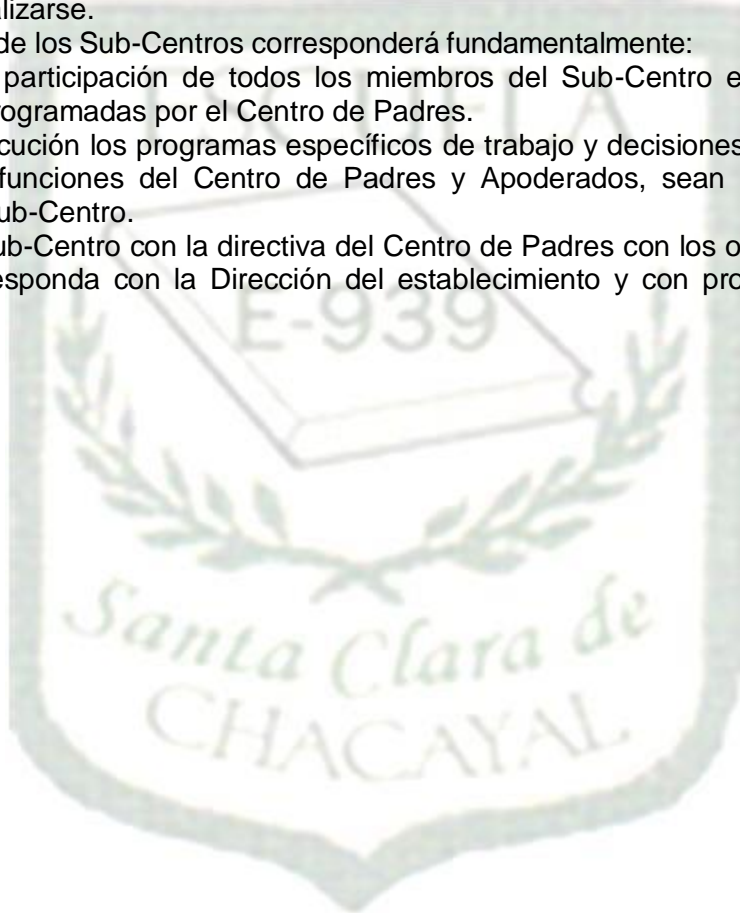 alizarse.
de los Sub-Centros corresponderá fundamentalmente:
participación de todos los miembros del Sub-Centro e
rogramadas por el Centro de Padres.
cución los programas específicos de trabajo y decisiones
funciones del Centro de Padres y Apoderados, sean
ub-Centro.
ub-Centro con la directiva del Centro de Padres con los o
esponda con la Dirección del establecimiento y con pro
ESCUELA
E-939
Santa Clara de
CHACAYAL